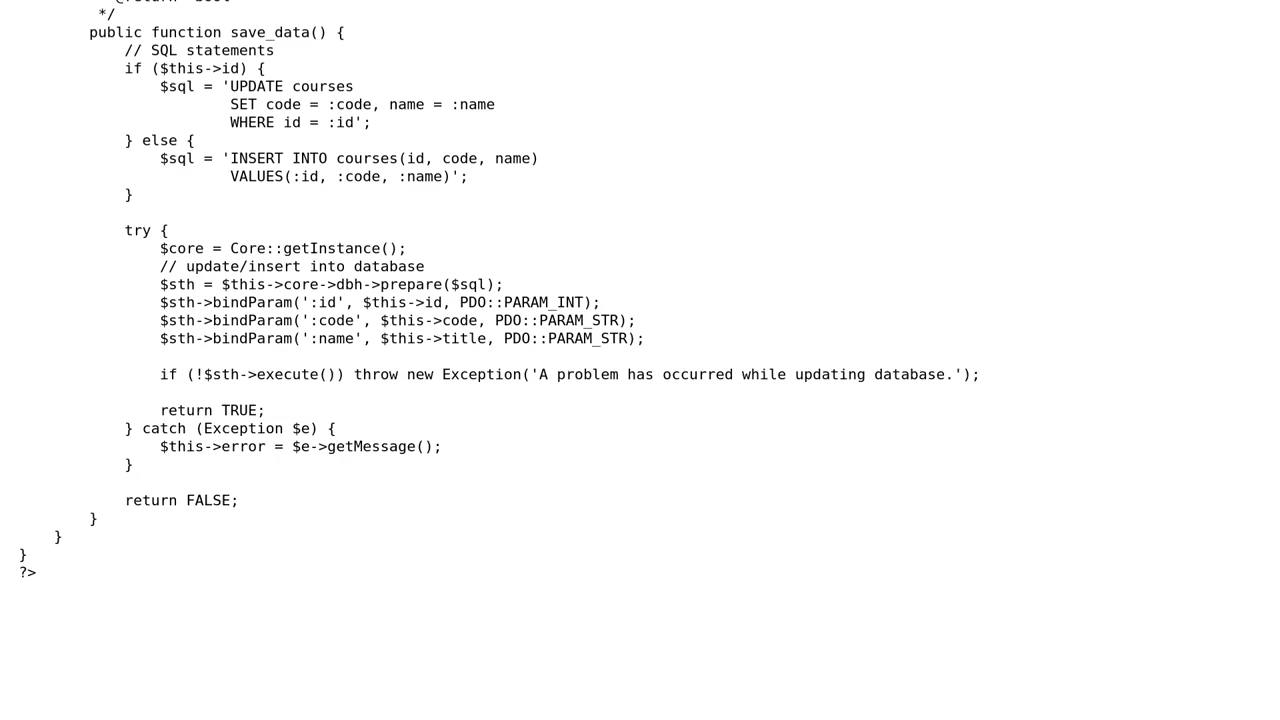 */
public function save_data() {
// SQL statements
if ($this->id) {
$sql = 'UPDATE courses
SET code = :code, name = :name
WHERE id = :id';
} else {
$sql = 'INSERT INTO courses(id, code, name)
VALUES(:id, :code, :name)';
}
try {
$core = Core::getInstance();
// update/insert into database
$sth = $this->core->dbh->prepare($sql);
$sth->bindParam(':id', $this->id, PDO::PARAM_INT);
$sth->bindParam(':code', $this->code, PDO::PARAM_STR);
$sth->bindParam(':name', $this->title, PDO::PARAM_STR);
if (!$sth->execute()) throw new Exception('A problem has occurred while updating database.');
return TRUE;
} catch (Exception $e) {
$this->error = $e->getMessage();
}
return FALSE;
}
}
}
?>